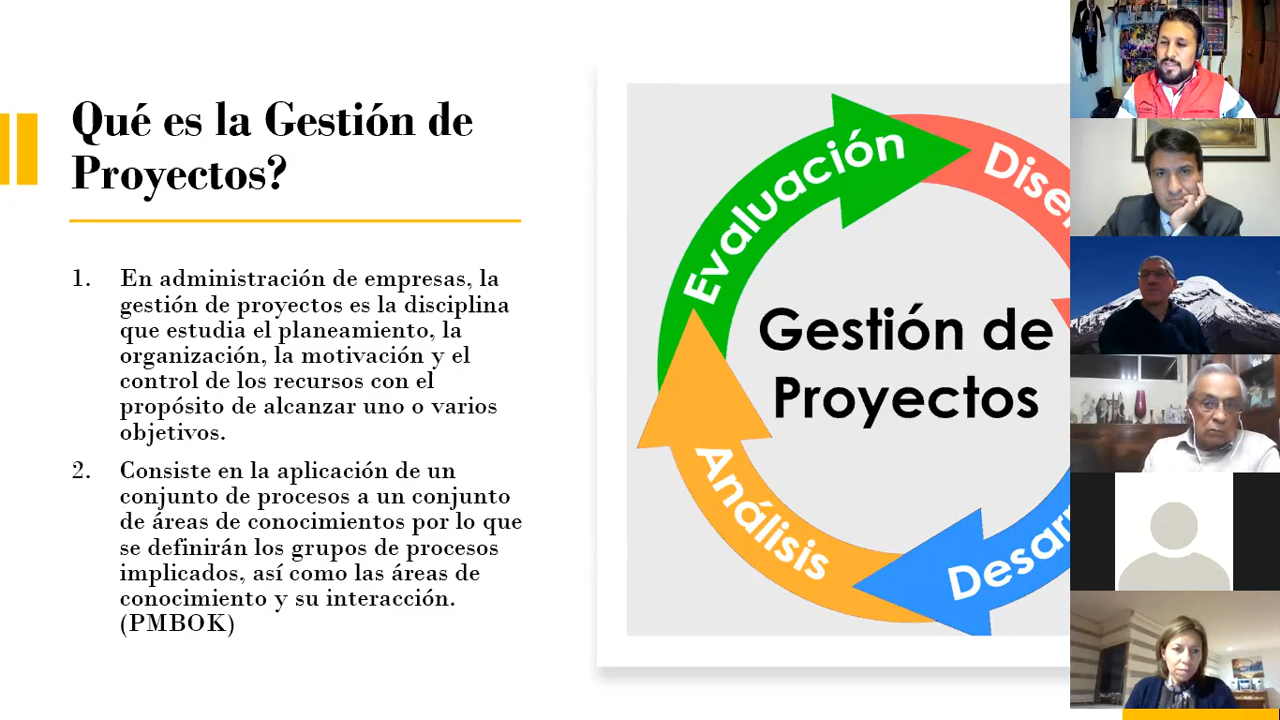 Qué es la Gestión de
Proyectos?
1. En administración de empresas, la
gestión de proyectos es la disciplina
que estudia el planeamiento, la
organización, la motivación y el
control de los recursos con el
propósito de alcanzar uno o varios
objetivos.
2. Consiste en la aplicación de un
conjunto de procesos a un conjunto
de áreas de conocimientos por lo que
se definirán los grupos de procesos
implicados, así como las áreas de
conocimiento y su interacción.
(PMBOK)
Evaluación
Gestión de
Proyectos
Análisis